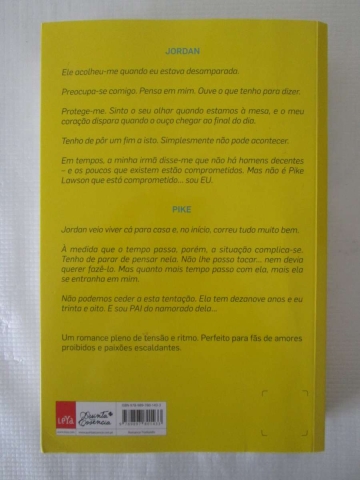 JORDAN
Ele acolheu-me quando eu estava desamparada.
Preocupa-se comigo. Pensa em mim. Ouve o que tenho para dizer.
Protege-me. Sinto o seu olhar quando estamos à mesa, e o meu
coração dispara quando o ouço chegar ao final do dia.
Tenho de pôr um fim a isto. Simplesmente não pode acontecer.
Em tempos, a minha irmã disse-me que não há homens decentes
– e os poucos que existem estão comprometidos. Mas não é Pike
Lawson que está comprometido... sou EU.
PIKE
Jordan veio viver cá para casa e, no início, correu tudo muito bem.
À medida que o tempo passa, porém, a situação complica-se.
Tenho de parar de pensar nela. Não lhe posso tocar... nem devia
querer fazê-lo. Mas quanto mais tempo passo com ela, mais ela
se entranha em mim.
Não podemos ceder a esta tentação. Ela tem dezanove anos e eu
trinta e oito. E sou PAI do namorado dela...
Um romance pleno de tensão e ritmo. Perfeito para fãs de amores
proibidos e paixões escaldantes.
LEYA
Quinta
Essência